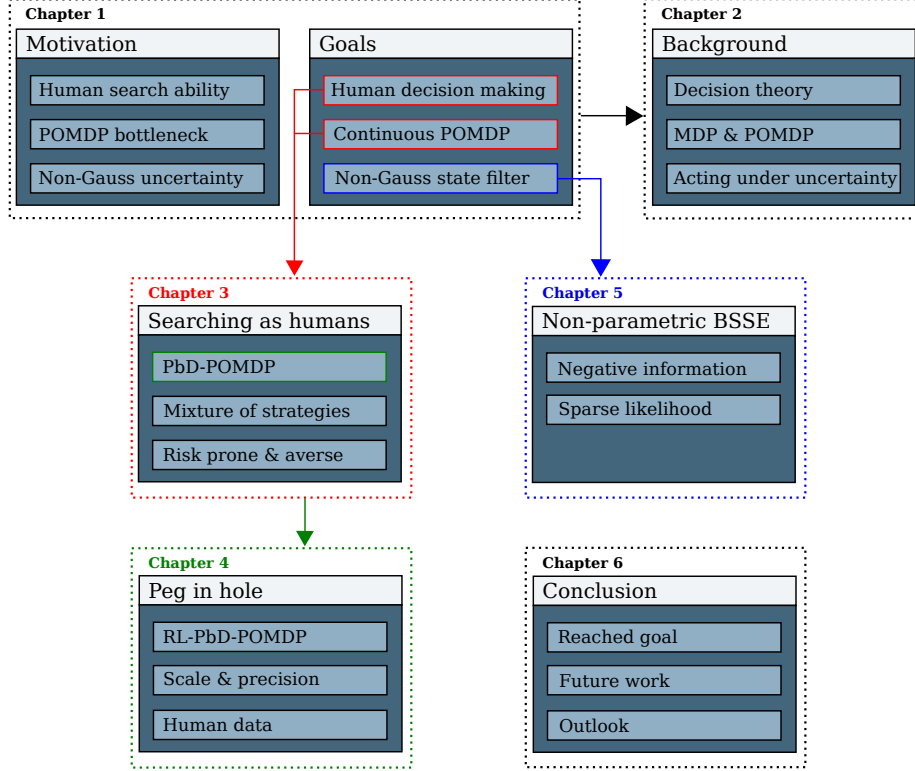 Chapter 1
Motivation
Human search ability
POMDP bottleneck
Non-Gauss uncertainty
Goals
Human decision making
Continuous POMDP
Non-Gauss state filter
Chapter 2
Background
Decision theory
MDP & POMDP
Acting under uncertainty
Chapter 3
Searching as humans
PbD-POMDP
Mixture of strategies
Risk prone & averse
Chapter 5
Non-parametric BSSE
Negative information
Sparse likelihood
Chapter 4
Peg in hole
RL-PbD-POMDP
Scale & precision
Human data
Chapter 6
Conclusion
Reached goal
Future work
Outlook